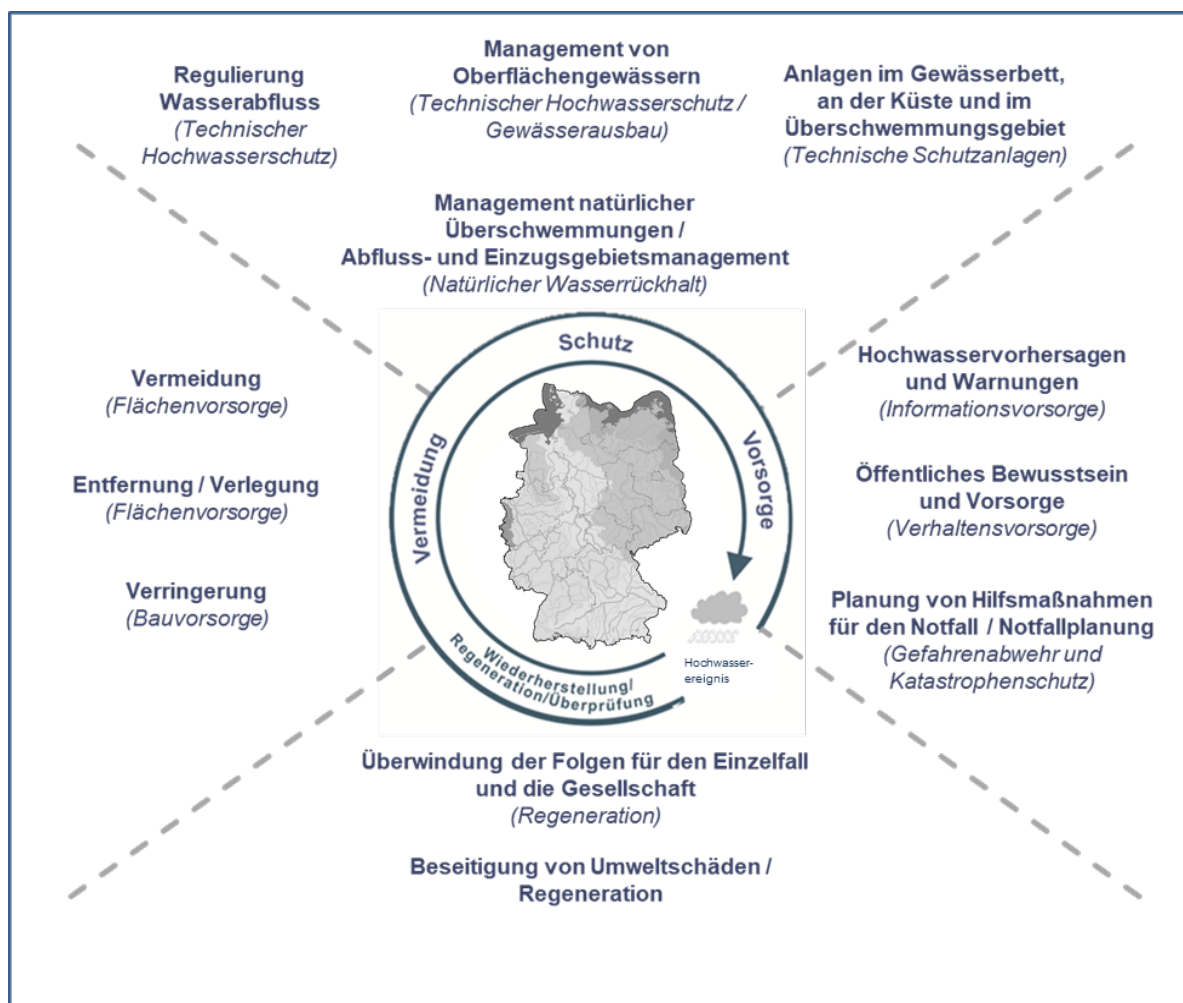 Regulierung
Wasserabfluss
(Technischer
Hochwasserschutz)
Management von
Oberflächengewässern
(Technischer Hochwasserschutz /
Gewässerausbau)
Anlagen im Gewässerbett,
an der Küste und im
Überschwemmungsgebiet
(Technische Schutzanlagen)
Management natürlicher
Überschwemmungen /
Abfluss- und Einzugsgebietsmanagement
(Natürlicher Wasserrückhalt)
Vermeidung
(Flächenvorsorge)
Entfernung / Verlegung
(Flächenvorsorge)
Verringerung
(Bauvorsorge)
Schutz
Vermeidung
Vorsorge
Wiederherstellung/
Regeneration/Überprüfung
Hochwasser-
ereignis
Hochwasservorhersagen
und Warnungen
(Informationsvorsorge)
Öffentliches Bewusstsein
und Vorsorge
(Verhaltensvorsorge)
Planung von Hilfsmaßnahmen
für den Notfall / Notfallplanung
(Gefahrenabwehr und
Katastrophenschutz)
Überwindung der Folgen für den Einzelfall
und die Gesellschaft
(Regeneration)
Beseitigung von Umweltschäden /
Regeneration